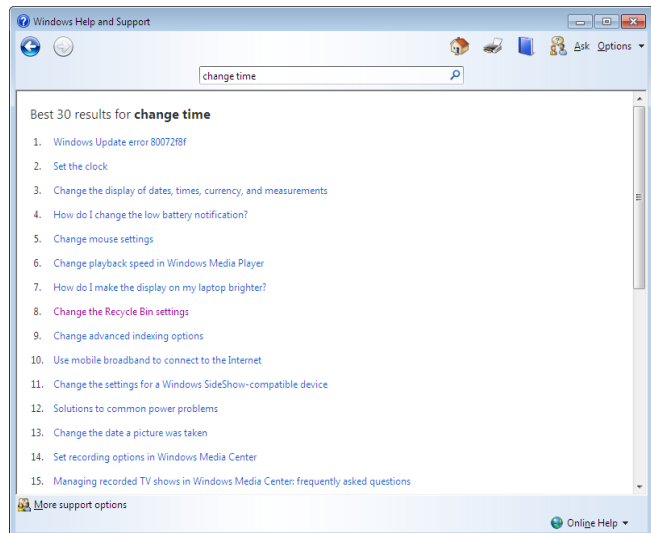 Windows Help and Support
Ask Options
change time
Best 30 results for change time
1. Windows Update error 80072f8f
2. Set the clock
3. Change the display of dates, times, currency, and measurements
4. How do I change the low battery notification?
5. Change mouse settings
6. Change playback speed in Windows Media Player
7. How do I make the display on my laptop brighter?
8. Change the Recycle Bin settings
9. Change advanced indexing options
10. Use mobile broadband to connect to the Internet
11. Change the settings for a Windows SideShow-compatible device
12. Solutions to common power problems
13. Change the date a picture was taken
14. Set recording options in Windows Media Center
15. Managing recorded TV shows in Windows Media Center: frequently asked questions
More support options
Online Help